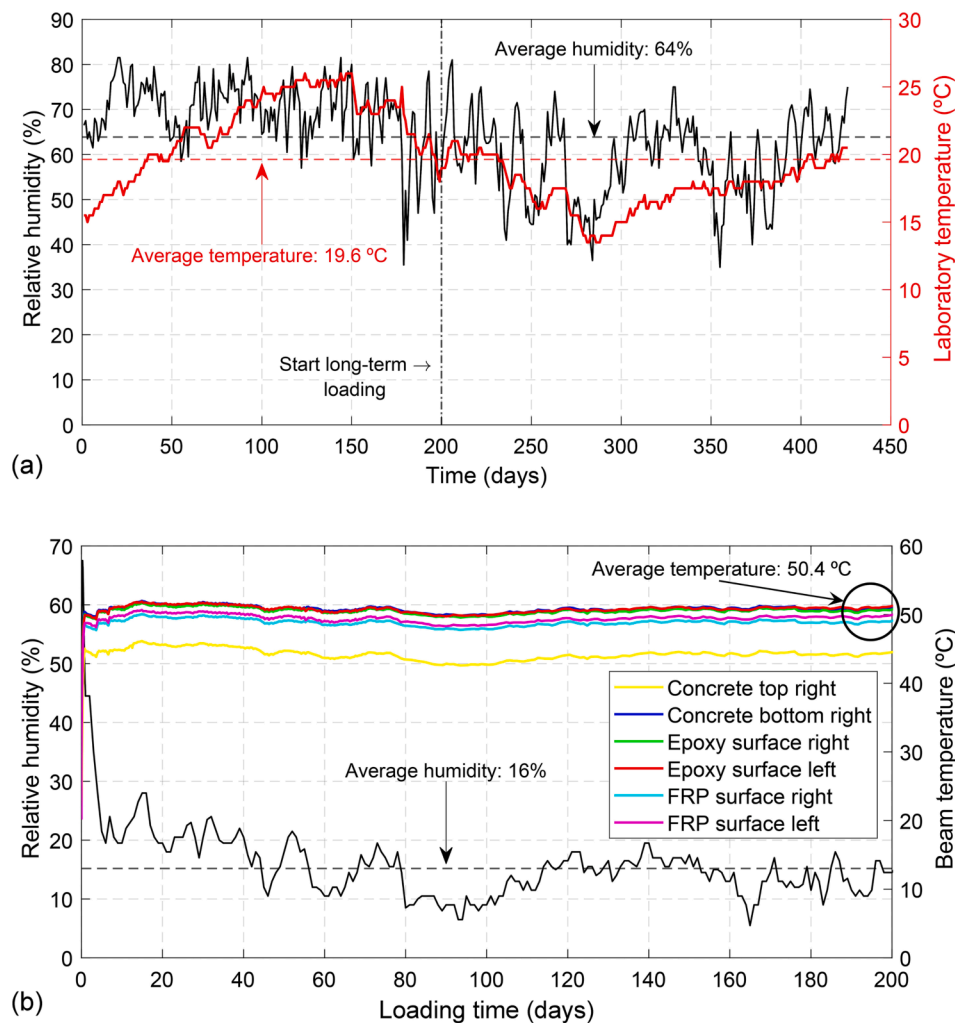 90
80
70
60
50
40
30
20
10
0
Relative humidity (%)
30
25
20
15
10
5
0
Laboratory temperature (ºC)
Average humidity: 64%
Average temperature: 19.6 ºC
Start long-term →
loading
0 50 100 150 200 250 300 350 400 450
Time (days)
(a)
70
60
50
40
30
20
10
0
Relative humidity (%)
60
50
40
30
20
10
0
Beam temperature (ºC)
Average temperature: 50.4 ºC
Concrete top right
Concrete bottom right
Epoxy surface right
Epoxy surface left
FRP surface right
FRP surface left
Average humidity: 16%
0 20 40 60 80 100 120 140 160 180 200
Loading time (days)
(b)